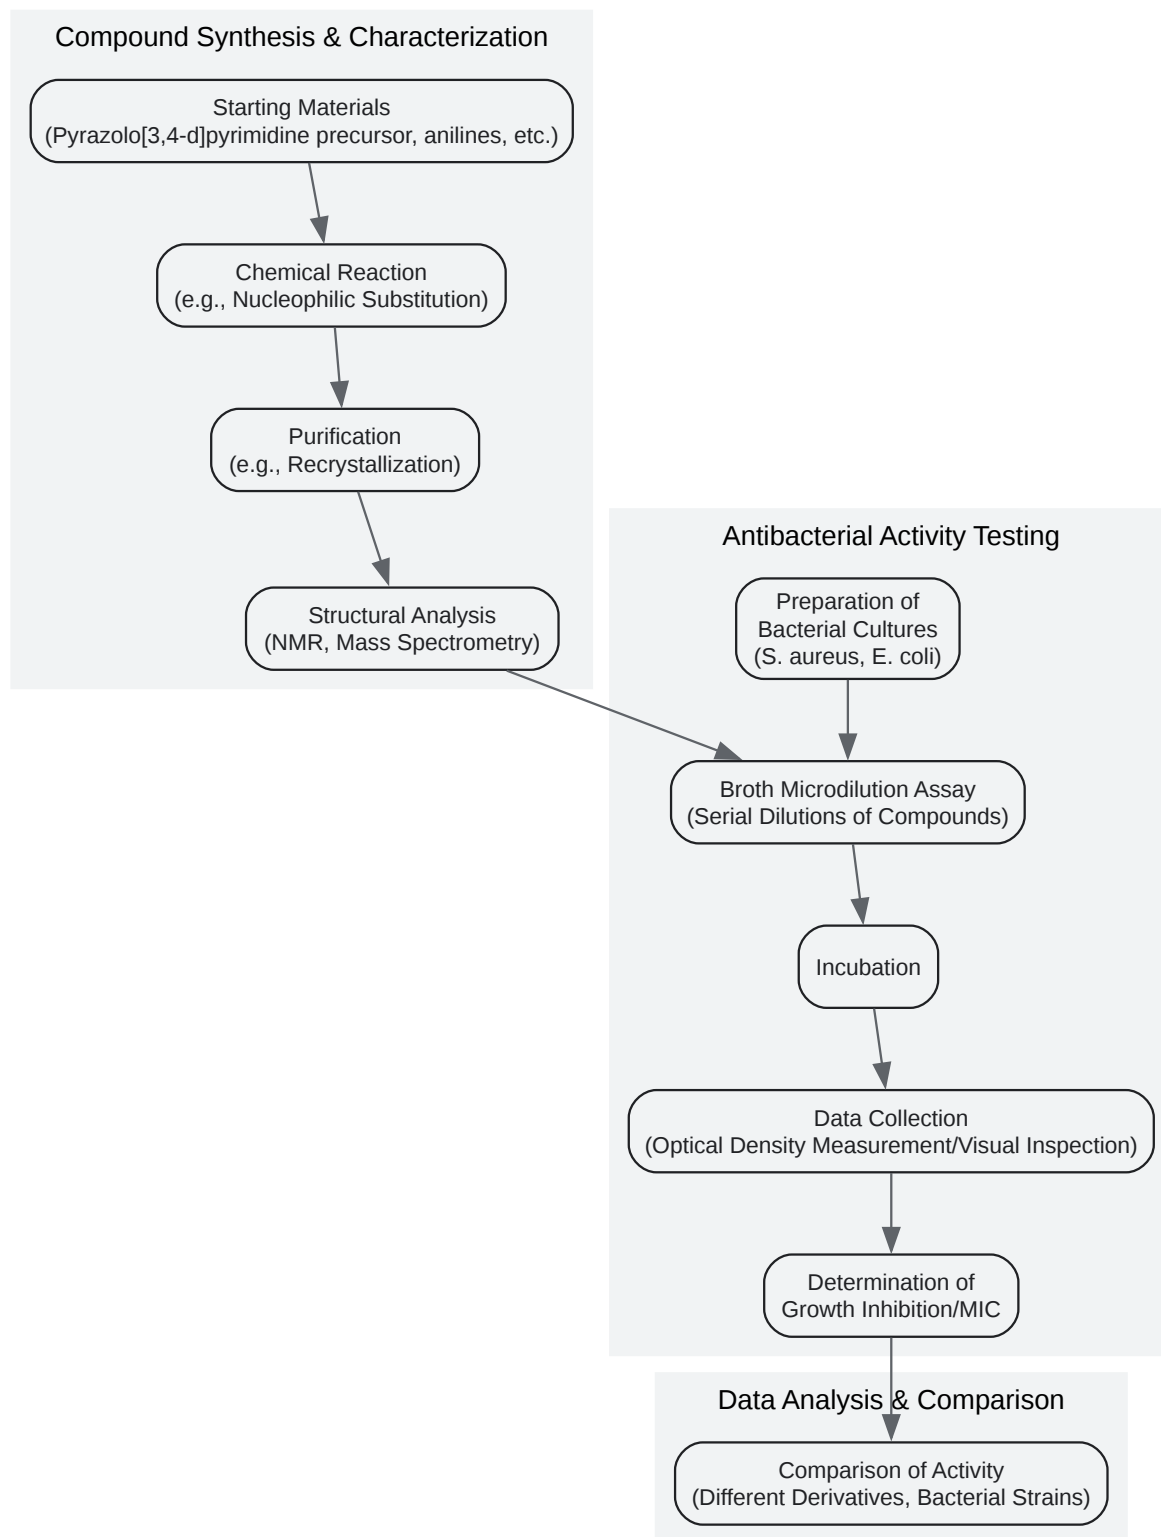 Compound Synthesis & Characterization
Starting Materials
(Pyrazolo[3,4-d]pyrimidine precursor, anilines, etc.)
Chemical Reaction
(e.g., Nucleophilic Substitution)
Purification
(e.g., Recrystallization)
Structural Analysis
(NMR, Mass Spectrometry)
Antibacterial Activity Testing
Preparation of
Bacterial Cultures
(S. aureus, E. coli)
Broth Microdilution Assay
(Serial Dilutions of Compounds)
Incubation
Data Collection
(Optical Density Measurement/Visual Inspection)
Determination of
Growth Inhibition/MIC
Data Analysis & Comparison
Comparison of Activity
(Different Derivatives, Bacterial Strains)